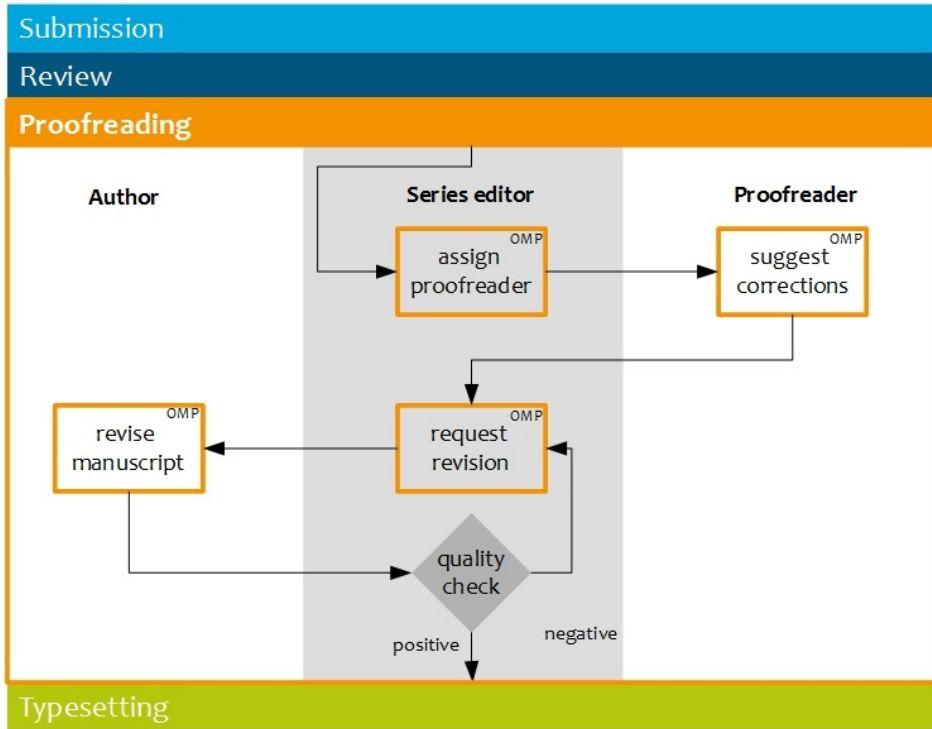 Submission
Review
Proofreading
Author
Series editor
Proofreader
OMP
assign
proofreader
OMP
suggest
corrections
OMP
revise
manuscript
OMP
request
revision
quality
check
positive
negative
Typesetting